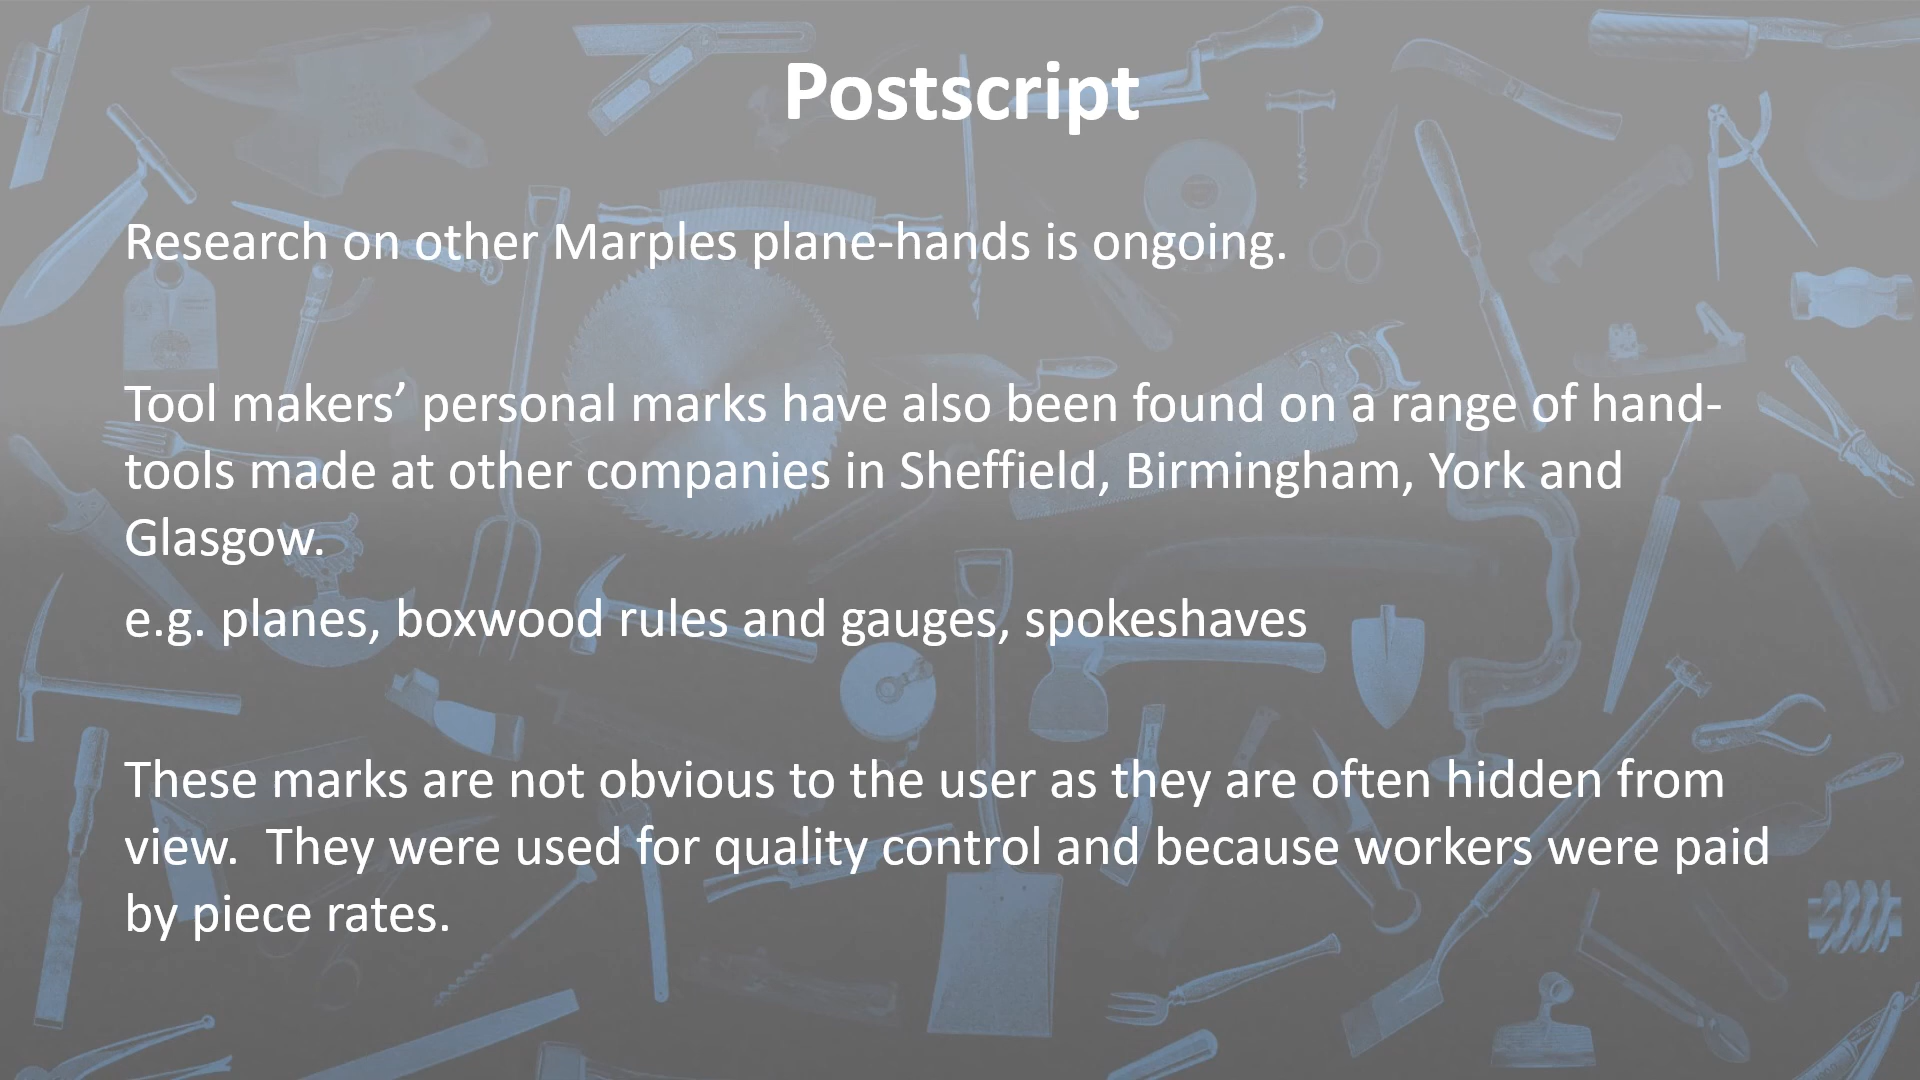 Postscript
Research on other Marples plane-hands is ongoing.
Tool makers’ personal marks have also been found on a range of hand-
tools made at other companies in Sheffield, Birmingham, York and
Glasgow.
e.g. planes, boxwood rules and gauges, spokeshaves
These marks are not obvious to the user as they are often hidden from
view.  They were used for quality control and because workers were paid
by piece rates.